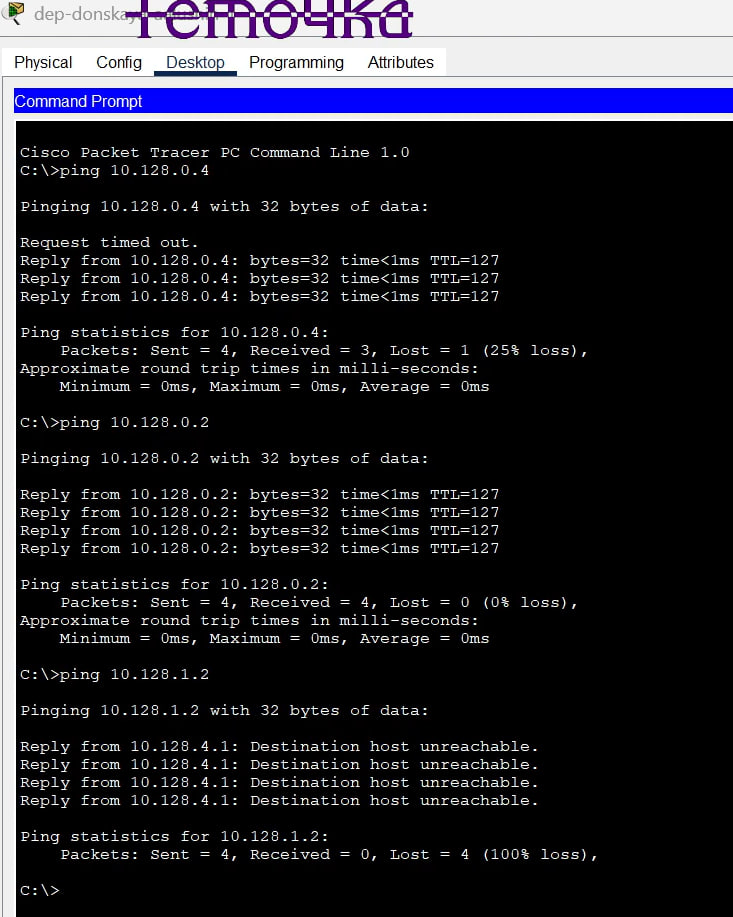 Теточка
Physical Config Desktop Programming Attributes
Command Prompt
Cisco Packet Tracer PC Command Line 1.0
C:\>ping 10.128.0.4
Pinging 10.128.0.4 with 32 bytes of data:
Request timed out.
Reply from 10.128.0.4: bytes=32 time<1ms TTL=127
Reply from 10.128.0.4: bytes=32 time<1ms TTL=127
Reply from 10.128.0.4: bytes=32 time<1ms TTL=127
Ping statistics for 10.128.0.4:
Packets: Sent = 4, Received = 3, Lost = 1 (25% loss),
Approximate round trip times in milli-seconds:
Minimum = 0ms, Maximum = 0ms, Average = 0ms
C:\>ping 10.128.0.2
Pinging 10.128.0.2 with 32 bytes of data:
Reply from 10.128.0.2: bytes=32 time<1ms TTL=127
Reply from 10.128.0.2: bytes=32 time<1ms TTL=127
Reply from 10.128.0.2: bytes=32 time<1ms TTL=127
Reply from 10.128.0.2: bytes=32 time<1ms TTL=127
Ping statistics for 10.128.0.2:
Packets: Sent = 4, Received = 4, Lost = 0 (0% loss),
Approximate round trip times in milli-seconds:
Minimum = 0ms, Maximum = 0ms, Average = 0ms
C:\>ping 10.128.1.2
Pinging 10.128.1.2 with 32 bytes of data:
Reply from 10.128.4.1: Destination host unreachable.
Reply from 10.128.4.1: Destination host unreachable.
Reply from 10.128.4.1: Destination host unreachable.
Reply from 10.128.4.1: Destination host unreachable.
Ping statistics for 10.128.1.2:
Packets: Sent = 4, Received = 0, Lost = 4 (100% loss),
C:\>